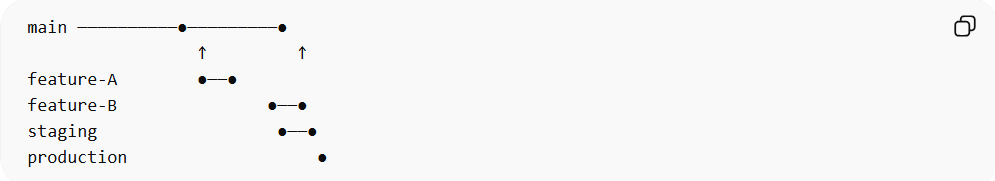 main ──────────●─────────●
↑ ↑
feature-A ●──●
feature-B ●──●
staging ●──●
production ●